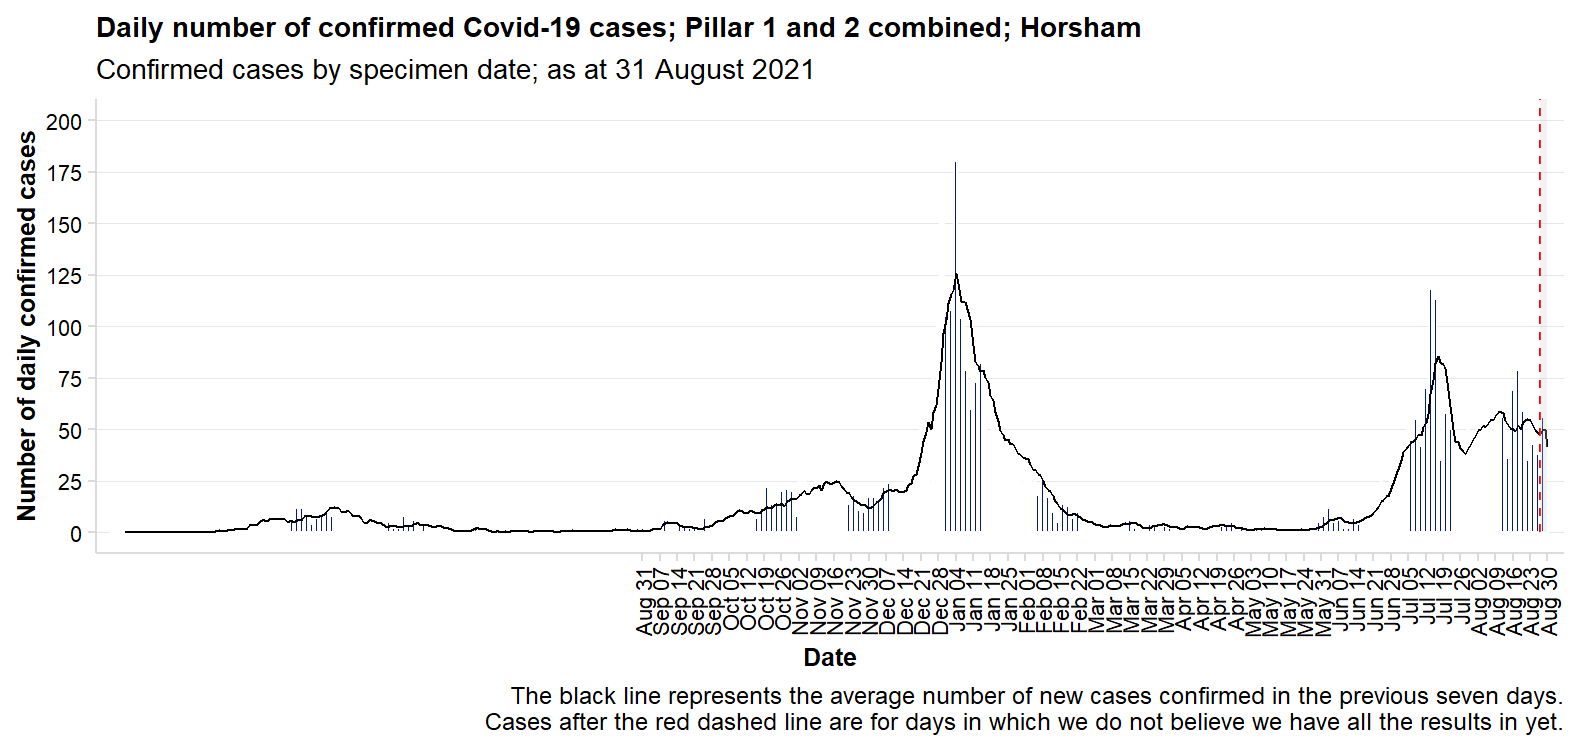 Daily number of confirmed Covid-19 cases; Pillar 1 and 2 combined; Horsham
Confirmed cases by specimen date; as at 31 August 2021
Number of daily confirmed cases
200
175
150
125
100
75
50
25
0
Aug 31
Sep 07
Sep 14
Sep 21
Sep 28
Oct 05
Oct 12
Oct 19
Oct 26
Nov 02
Nov 09
Nov 16
Nov 23
Nov 30
Dec 07
Dec 14
Dec 21
Dec 28
Jan 04
Jan 11
Jan 18
Jan 25
Feb 01
Feb 08
Feb 15
Feb 22
Mar 01
Mar 08
Mar 15
Mar 22
Mar 29
Apr 05
Apr 12
Apr 19
Apr 26
May 03
May 10
May 17
May 24
May 31
Jun 07
Jun 14
Jun 21
Jun 28
Jul 05
Jul 12
Jul 19
Jul 26
Aug 02
Aug 09
Aug 16
Aug 23
Aug 30
Date
The black line represents the average number of new cases confirmed in the previous seven days.
Cases after the red dashed line are for days in which we do not believe we have all the results in yet.